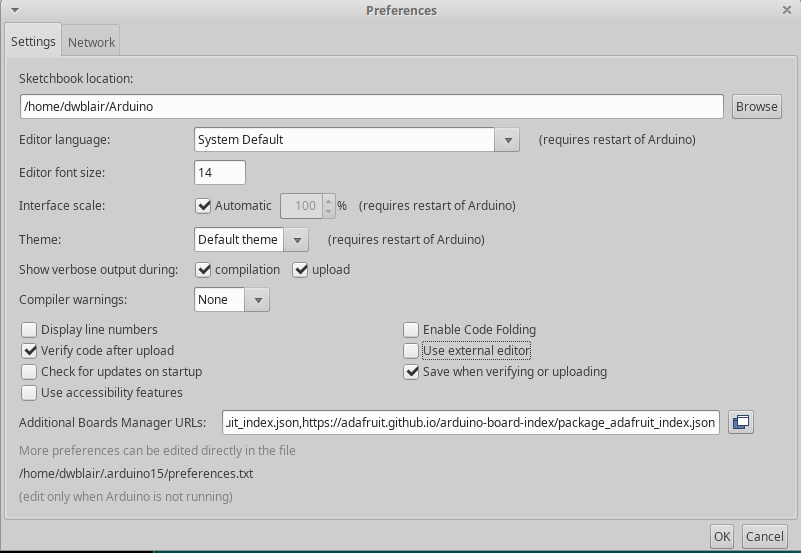 Preferences
Settings
Network
Sketchbook location:
/home/dwblair/Arduino
Browse
Editor language: System Default (requires restart of Arduino)
Editor font size: 14
Interface scale: Automatic 100 % (requires restart of Arduino)
Theme: Default theme (requires restart of Arduino)
Show verbose output during: compilation upload
Compiler warnings: None
Display line numbers Enable Code Folding
Verify code after upload Use external editor
Check for updates on startup Save when verifying or uploading
Use accessibility features
Additional Boards Manager URLs: uit_index.json,https://adafruit.github.io/arduino-board-index/package_adafruit_index.json
More preferences can be edited directly in the file
/home/dwblair/.arduino15/preferences.txt
(edit only when Arduino is not running)
OK Cancel